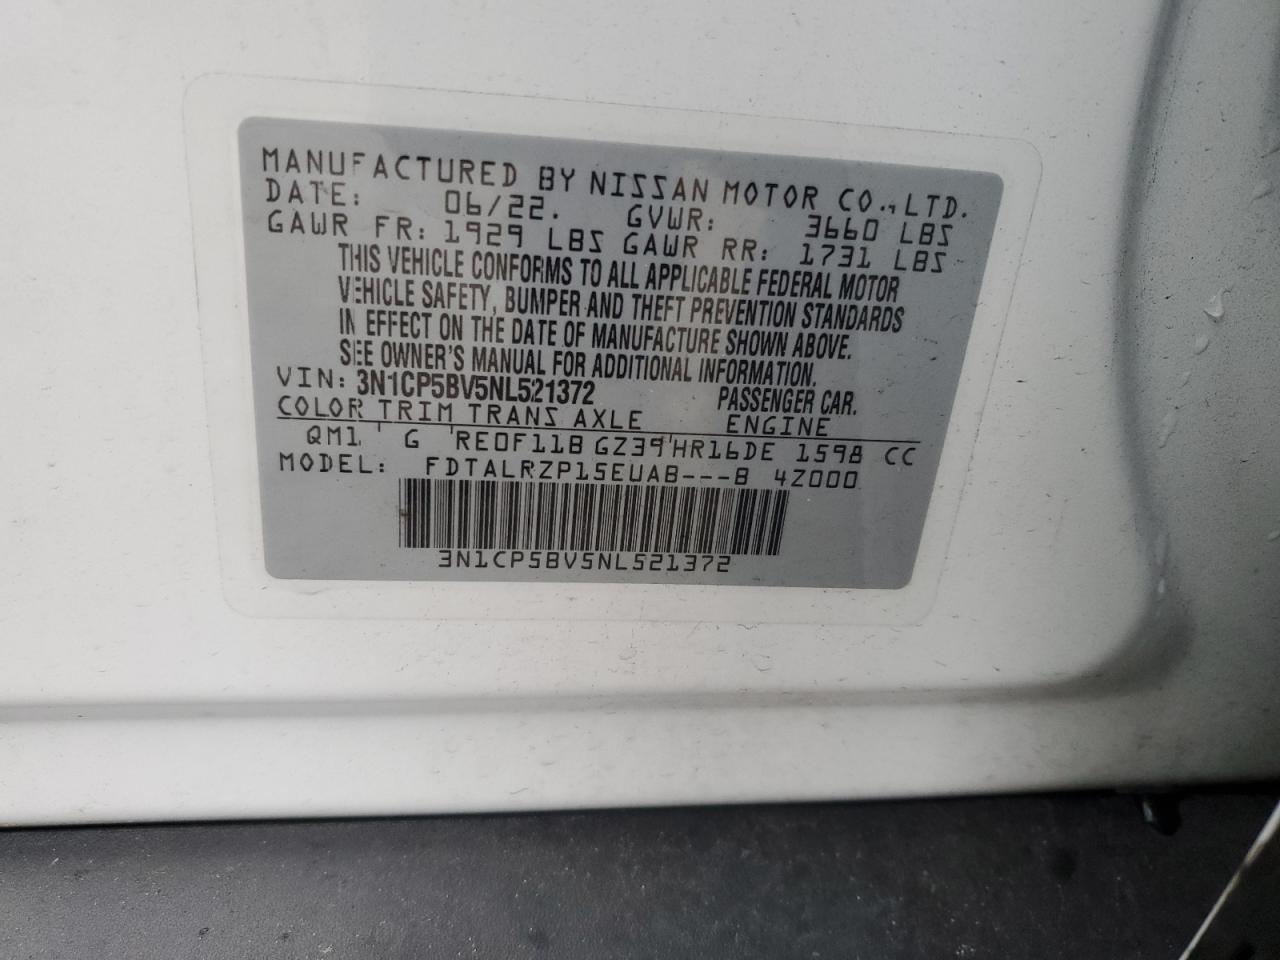 MANUFACTURED BY NISSAN MOTOR CO., LTD.
DATE: 06/22. GVWR: 3660 LBS
GAWR FR: 1929 LBS GAWR RR: 1731 LBS
THIS VEHICLE CONFORMS TO ALL APPLICABLE FEDERAL MOTOR
VEHICLE SAFETY, BUMPER AND THEFT PREVENTION STANDARDS
IN EFFECT ON THE DATE OF MANUFACTURE SHOWN ABOVE.
SEE OWNER'S MANUAL FOR ADDITIONAL INFORMATION.
VIN: 3N1CP5BV5NL521372 PASSENGER CAR.
COLOR TRIM TRANS AXLE ENGINE
QM1 ' G 'RE0F11B GZ39'HR16DE 1598 CC
MODEL: FDTALRZP15EUAB---B 4Z000
3N1CP5BV5NL521372